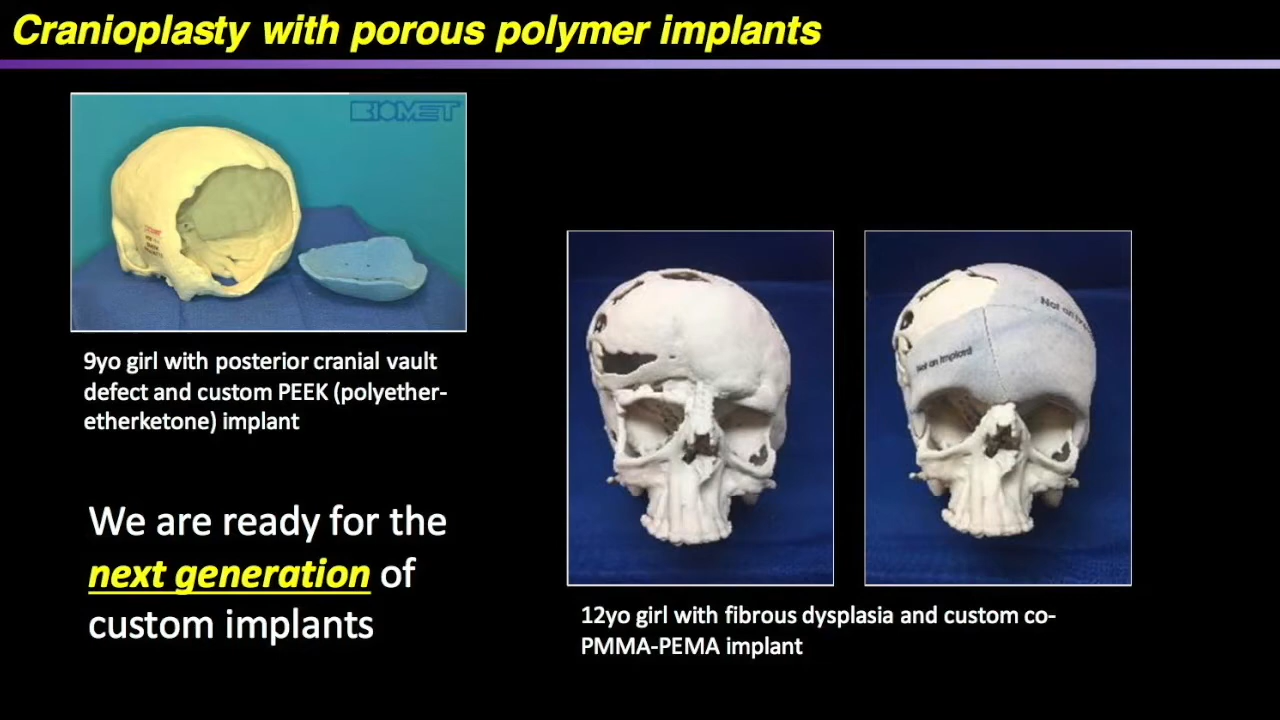 Cranioplasty with porous polymer implants
BIOMET
9yo girl with posterior cranial vault
defect and custom PEEK (polyether-
etherketone) implant
We are ready for the
next generation of
custom implants
Not an Implant
Not an
12yo girl with fibrous dysplasia and custom co-
PMMA-PEMA implant